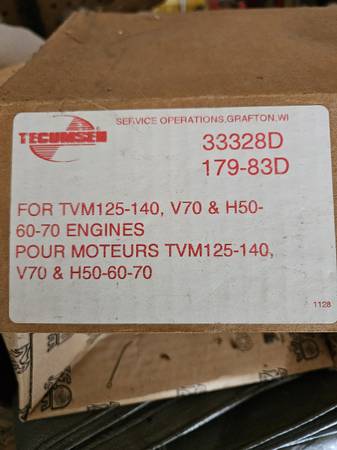 TECUMSEH
SERVICE OPERATIONS,GRAFTON,WI
33328D
179-83D
FOR TVM125-140, V70 & H50-
60-70 ENGINES
POUR MOTEURS TVM125-140,
V70 & H50-60-70
1128